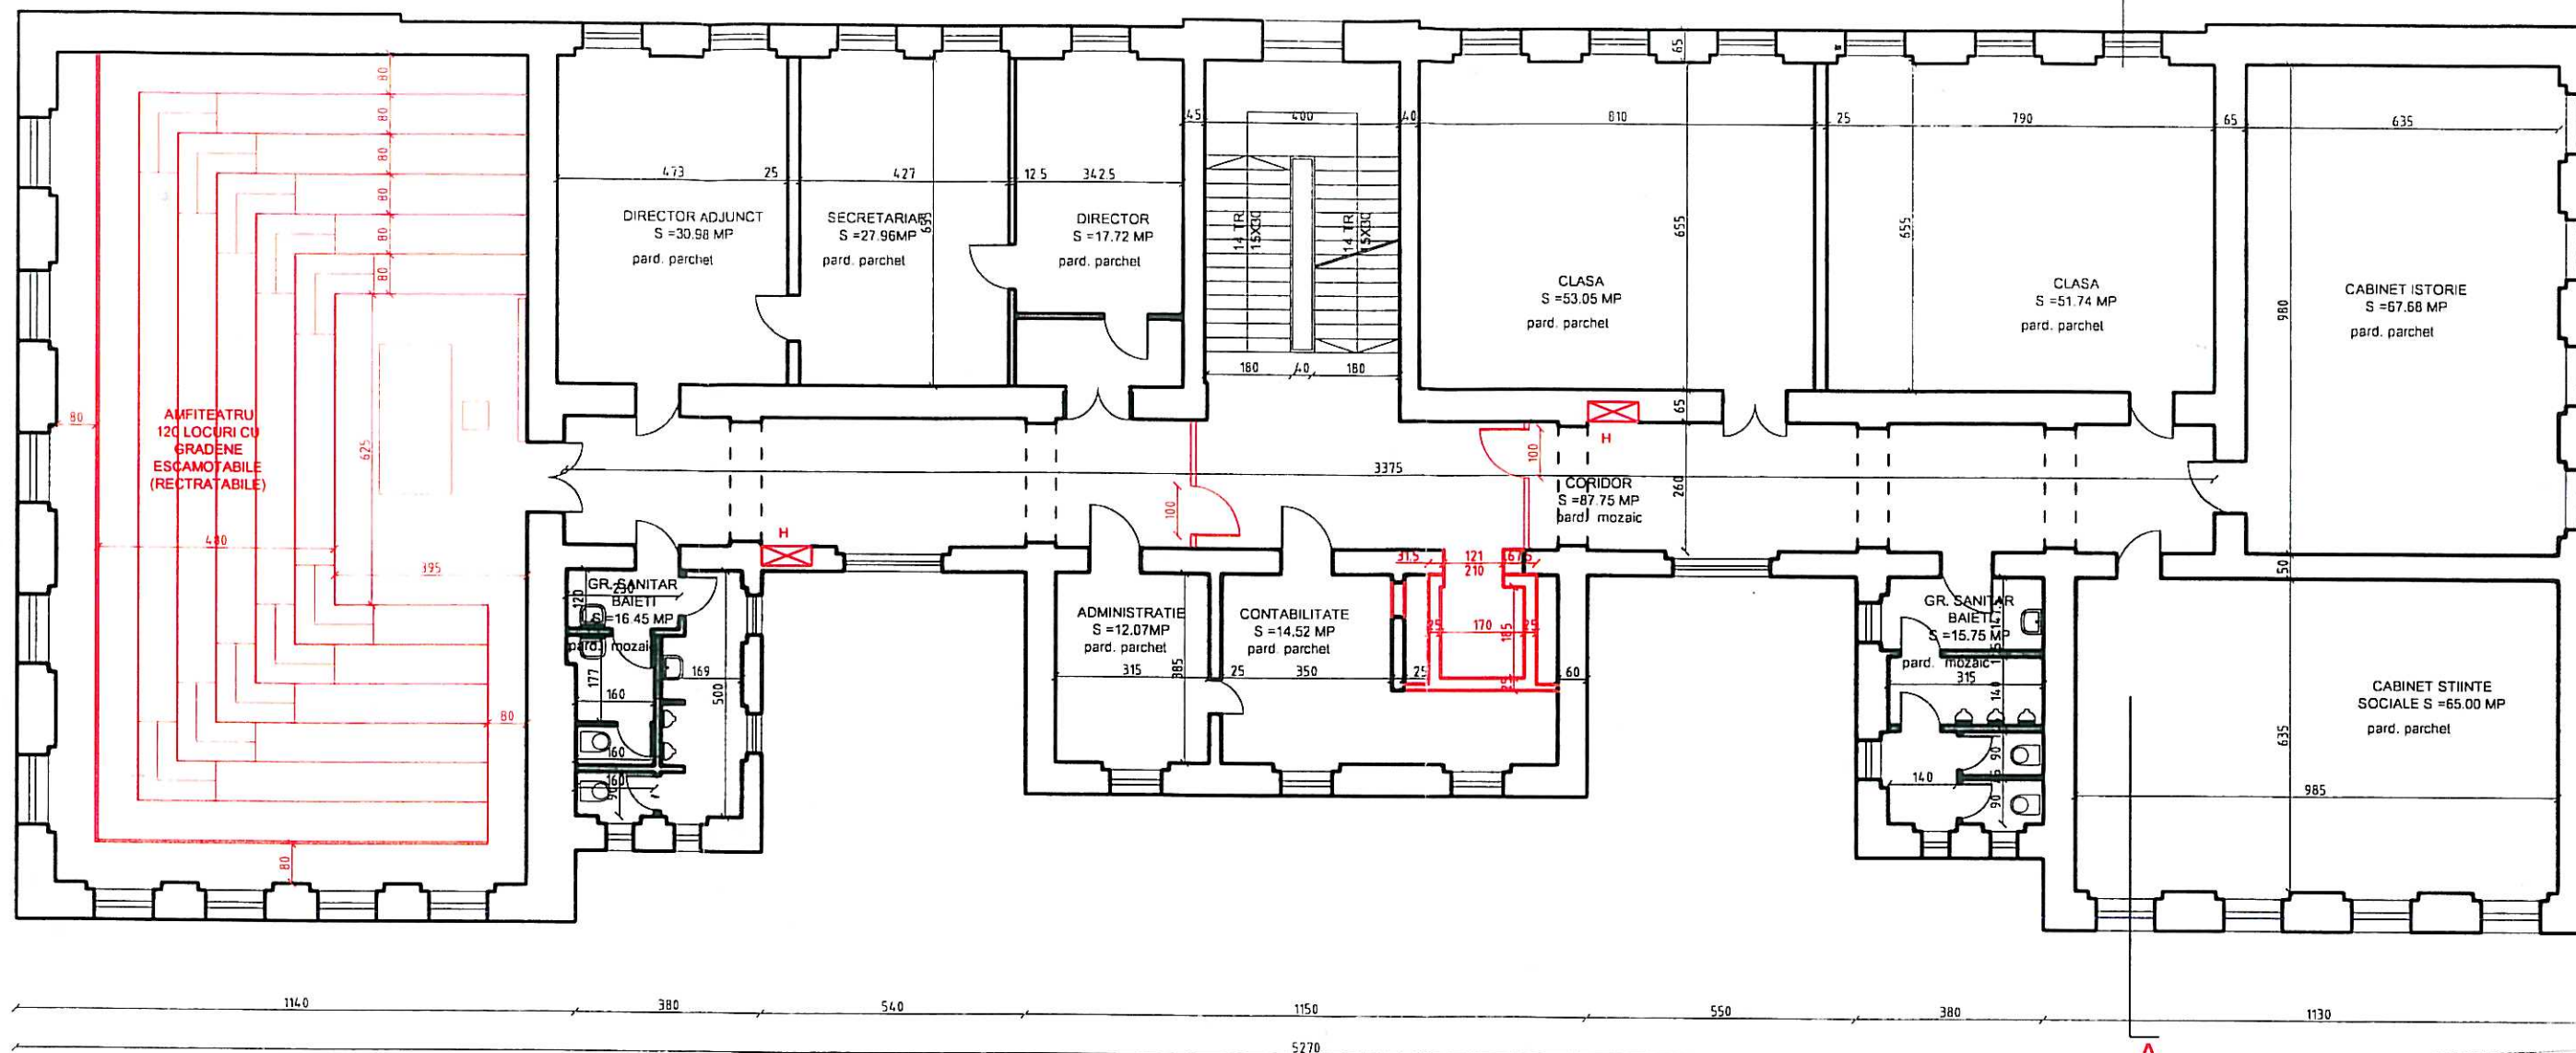 65
80
80
80
80
80
80
45
400
40
810
25
790
65
635
473
25
427
12.5
342.5
14 TR
15X30
14 TR
15X30
655
655
655
980
DIRECTOR ADJUNCT
S =30.98 MP
pard. parchet
SECRETARIAT
S =27.96MP
pard. parchet
DIRECTOR
S =17.72 MP
pard. parchet
CLASA
S =53.05 MP
pard. parchet
CLASA
S =51.74 MP
pard. parchet
CABINET ISTORIE
S =67.68 MP
pard. parchet
180
40
180
65
80
AMFITEATRU
120 LOCURI CU
GRADENE
ESCAMOTABILE
(RECTRATABILE)
625
H
3375
100
100
260
CORIDOR
S =87.75 MP
pard. mozaic
H
480
395
50
31.5
121
210
GR. SANITAR
BAIETI
S =16.45 MP
pard. mozaic
230
120
177
169
160
500
160
160
90
ADMINISTRATIE
S =12.07MP
pard. parchet
315
385
CONTABILITATE
S =14.52 MP
pard. parchet
25
350
25
170
185
25
25
60
GR. SANITAR
BAIETI
S =15.75 MP
pard. mozaic
315
140
90
140
90
CABINET STIINTE
SOCIALE S =65.00 MP
pard. parchet
635
985
80
80
1140
380
540
1150
550
380
1130
5270
A